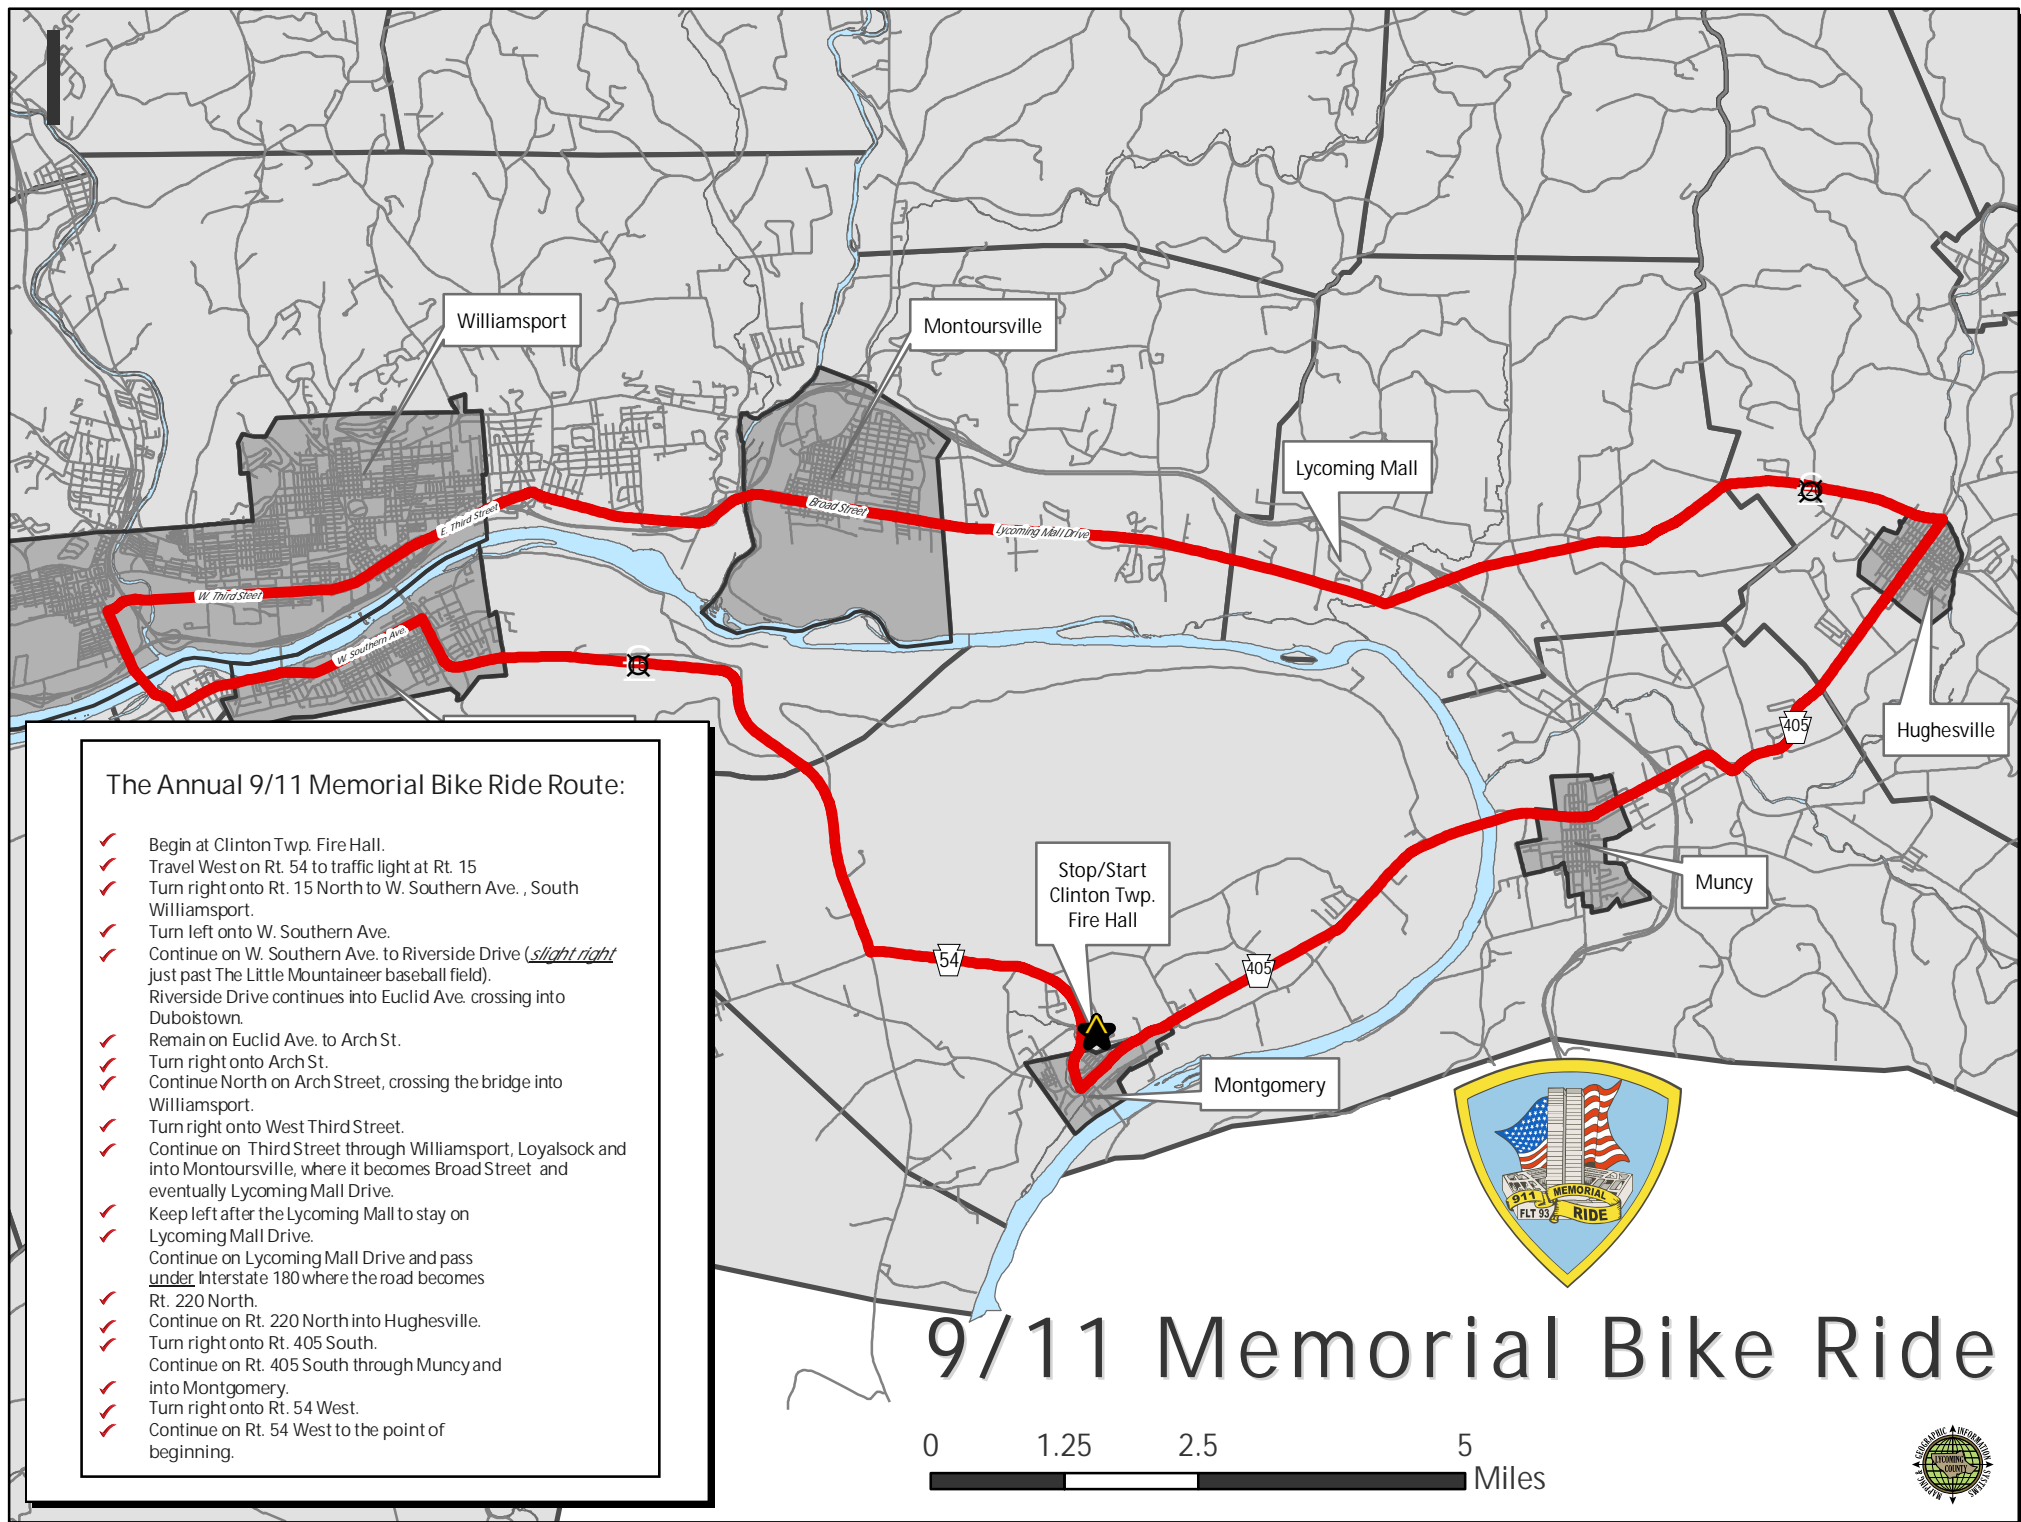 Williamsport
Montoursville
Lycoming Mall
E. Third Street
Broad Street
Lycoming Mall Drive
W. Third Steet
W. Southern Ave.
15
405
Hughesville
Muncy
Stop/Start
Clinton Twp.
Fire Hall
54
405
Montgomery
The Annual 9/11 Memorial Bike Ride Route:
Begin at Clinton Twp. Fire Hall.
Travel West on Rt. 54 to traffic light at Rt. 15
Turn right onto Rt. 15 North to W. Southern Ave. , South
Williamsport.
Turn left onto W. Southern Ave.
Continue on W. Southern Ave. to Riverside Drive (slight right
just past The Little Mountaineer baseball field).
Riverside Drive continues into Euclid Ave. crossing into
Duboistown.
Remain on Euclid Ave. to Arch St.
Turn right onto Arch St.
Continue North on Arch Street, crossing the bridge into
Williamsport.
Turn right onto West Third Street.
Continue on Third Street through Williamsport, Loyalsock and
into Montoursville, where it becomes Broad Street and
eventually Lycoming Mall Drive.
Keep left after the Lycoming Mall to stay on
Lycoming Mall Drive.
Continue on Lycoming Mall Drive and pass
under Interstate 180 where the road becomes
Rt. 220 North.
Continue on Rt. 220 North into Hughesville.
Turn right onto Rt. 405 South.
Continue on Rt. 405 South through Muncy and
into Montgomery.
Turn right onto Rt. 54 West.
Continue on Rt. 54 West to the point of
beginning.
911 MEMORIAL
FLT 93 RIDE
9/11 Memorial Bike Ride
0 1.25 2.5 5
Miles
GEOGRAPHIC INFORMATION
SYSTEMS
MAPPING &
LYCOMING
COUNTY